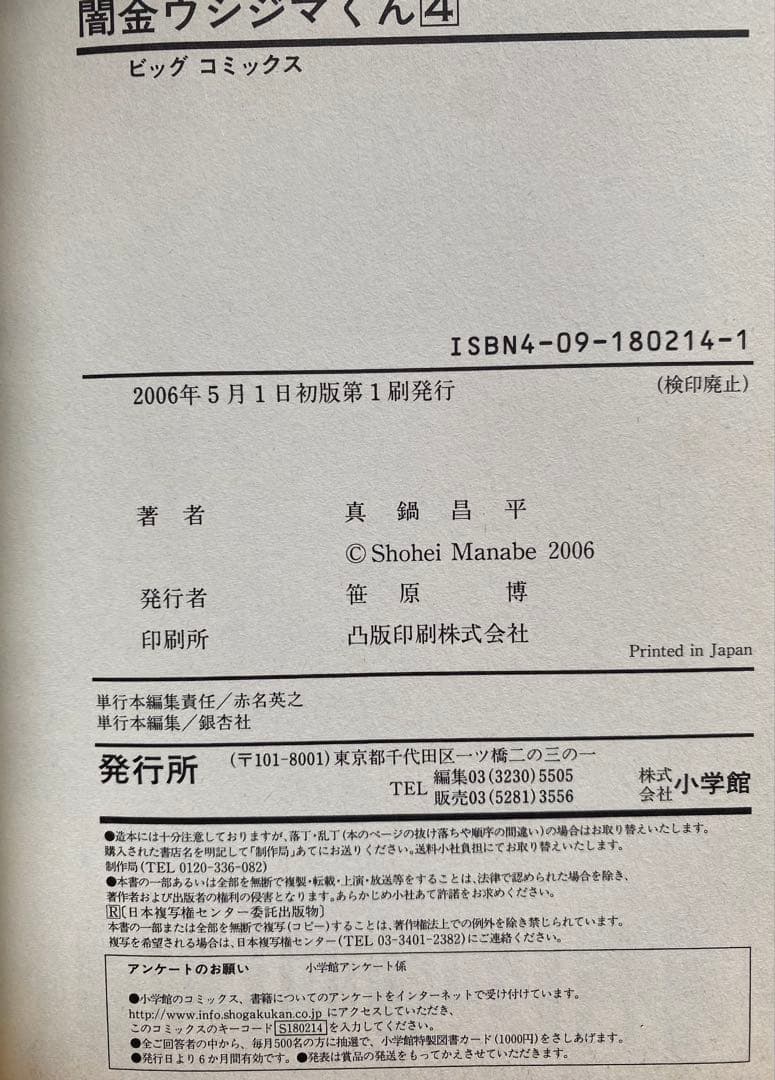 闇金ウシジマくん 4
ビッグ コミックス
ISBN4-09-180214-1
2006年5月1日初版第1刷発行
(検印廃止)
著 者 真 鍋 昌 平
©Shohei Manabe 2006
発行者 笹 原 博
印刷所 凸版印刷株式会社
Printed in Japan
単行本編集責任／赤名英之
単行本編集／銀杏社
発行所 (〒101-8001)東京都千代田区一ツ橋二の三の一
TEL 編集03(3230)5505
販売03(5281)3556
株式会社 小学館
●造本には十分注意しておりますが、落丁・乱丁(本のページの抜け落ちや順序の間違い)の場合はお取り替えいたします。
購入された書店名を明記して「制作局」あてにお送りください。送料小社負担にてお取り替えいたします。
制作局(TEL 0120-336-082)
●本書の一部あるいは全部を無断で複製・転載・上演・放送等をすることは、法律で認められた場合を除き、
著作者および出版者の権利の侵害となります。あらかじめ小社あて許諾をお求めください。
R〔日本複写権センター委託出版物〕
本書の一部または全部を無断で複写(コピー)することは、著作権法上での例外を除き禁じられています。
複写を希望される場合は、日本複写権センター(TEL 03-3401-2382)にご連絡ください。
アンケートのお願い 小学館アンケート係
●小学館のコミックス、書籍についてのアンケートをインターネットで受け付けています。
http://www.info.shogakukan.co.jp にアクセスしていただき、
このコミックスのキーコード S180214 を入力してください。
●全ご回答者の中から、毎月500名の方に抽選で、小学館特製図書カード(1000円)をさしあげます。
●発行日より6か月間有効です。 ●発表は賞品の発送をもってかえさせていただきます。